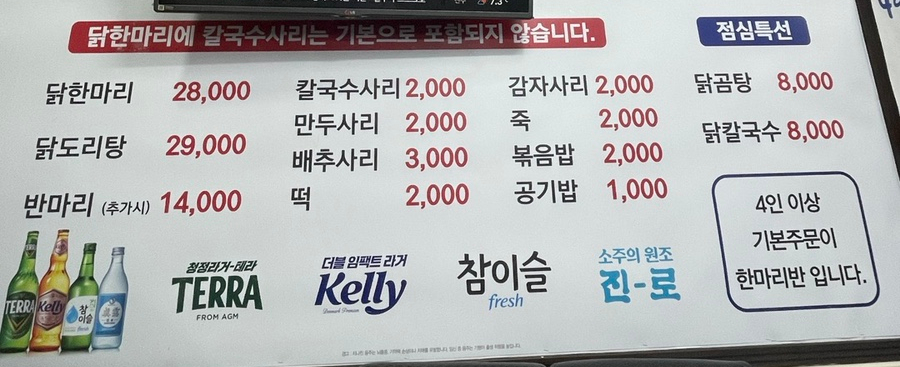 닭한마리에 칼국수사리는 기본으로 포함되지 않습니다.
점심특선
닭한마리 28,000
닭도리탕 29,000
반마리 (추가시) 14,000
칼국수사리 2,000
만두사리 2,000
배추사리 3,000
떡 2,000
감자사리 2,000
죽 2,000
볶음밥 2,000
공기밥 1,000
닭곰탕 8,000
닭칼국수 8,000
4인 이상
기본주문이
한마리반 입니다.
TERRA
Kelly
참이슬
fresh
청정라거-테라
TERRA
FROM AGM
더블 임팩트 라거
Kelly
참이슬
fresh
소주의 원조
진-로